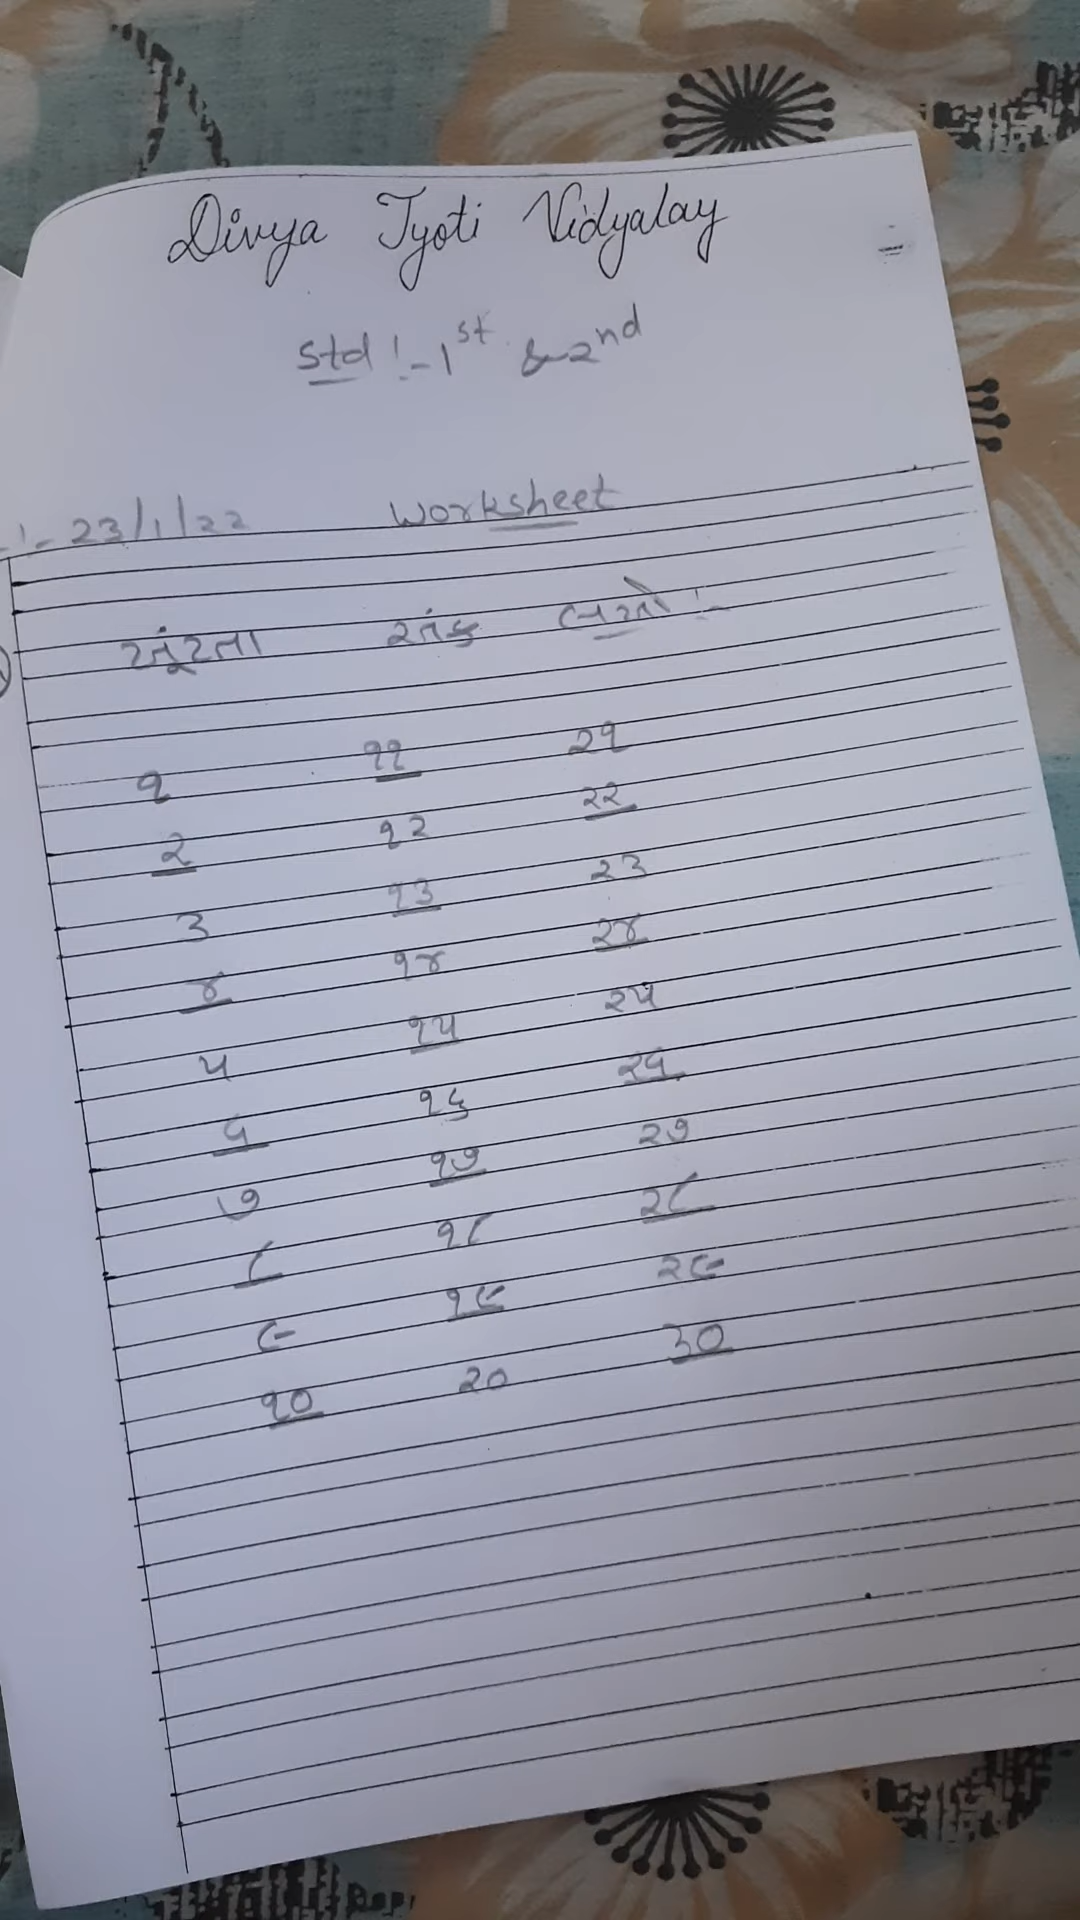 Divya Jyoti Vidyalay
Std :- 1st & 2nd
:- 23/1/22 Worksheet
ખૂટતા અંક લખો :-
૧ ૧૧ ૨૧
૨ ૧૨ ૨૨
૩ ૧૩ ૨૩
૪ ૧૪ ૨૪
૫ ૧૫ ૨૫
૬ ૧૬ ૨૬
૭ ૧૭ ૨૭
૮ ૧૮ ૨૮
૯ ૧૯ ૨૯
૧૦ ૨૦ ૩૦